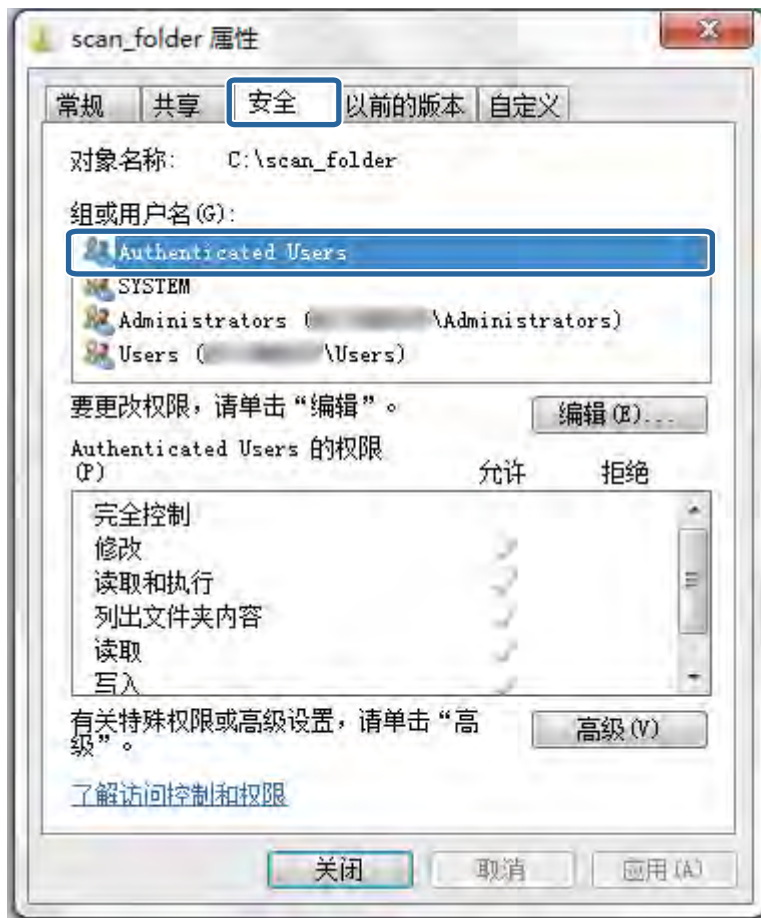 scan_folder 属性
常规 共享 安全 以前的版本 自定义
对象名称: C:\scan_folder
组或用户名(G):
Authenticated Users
SYSTEM
Administrators ( \Administrators)
Users ( \Users)
要更改权限，请单击“编辑”。 编辑(E)...
Authenticated Users 的权限
(P) 允许 拒绝
完全控制
修改
读取和执行
列出文件夹内容
读取
写入
有关特殊权限或高级设置，请单击“高
级”。 高级(V)
了解访问控制和权限
关闭 取消 应用(A)